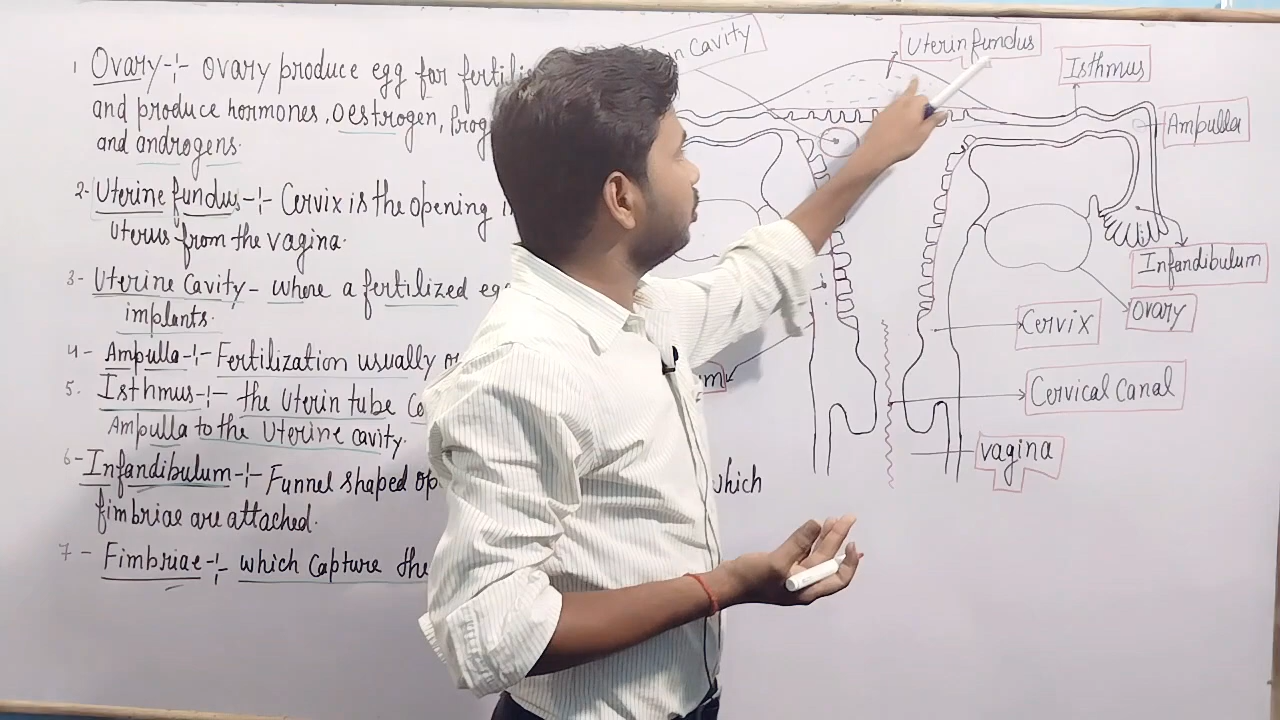 1 Ovary-:- ovary produce egg for
and produce hormones, oestrogen,
and androgens.
2- Uterine fundus-:- Cervix is the opening
Uterus from the vagina.
3- Uterine Cavity - where a fertilized
implants.
4- Ampulla-:- Fertilization usually
5. Isthmus-:- the Uterin tube
Ampulla to the Uterine cavity.
6- Infandibulum-:- Funnel shaped
which
fimbriae are attached.
7- Fimbriae-:- which capture the
Cavity
Uterin fundus
Isthmus
Ampulla
Infandibulum
Ovary
Cervix
Cervical Canal
vagina